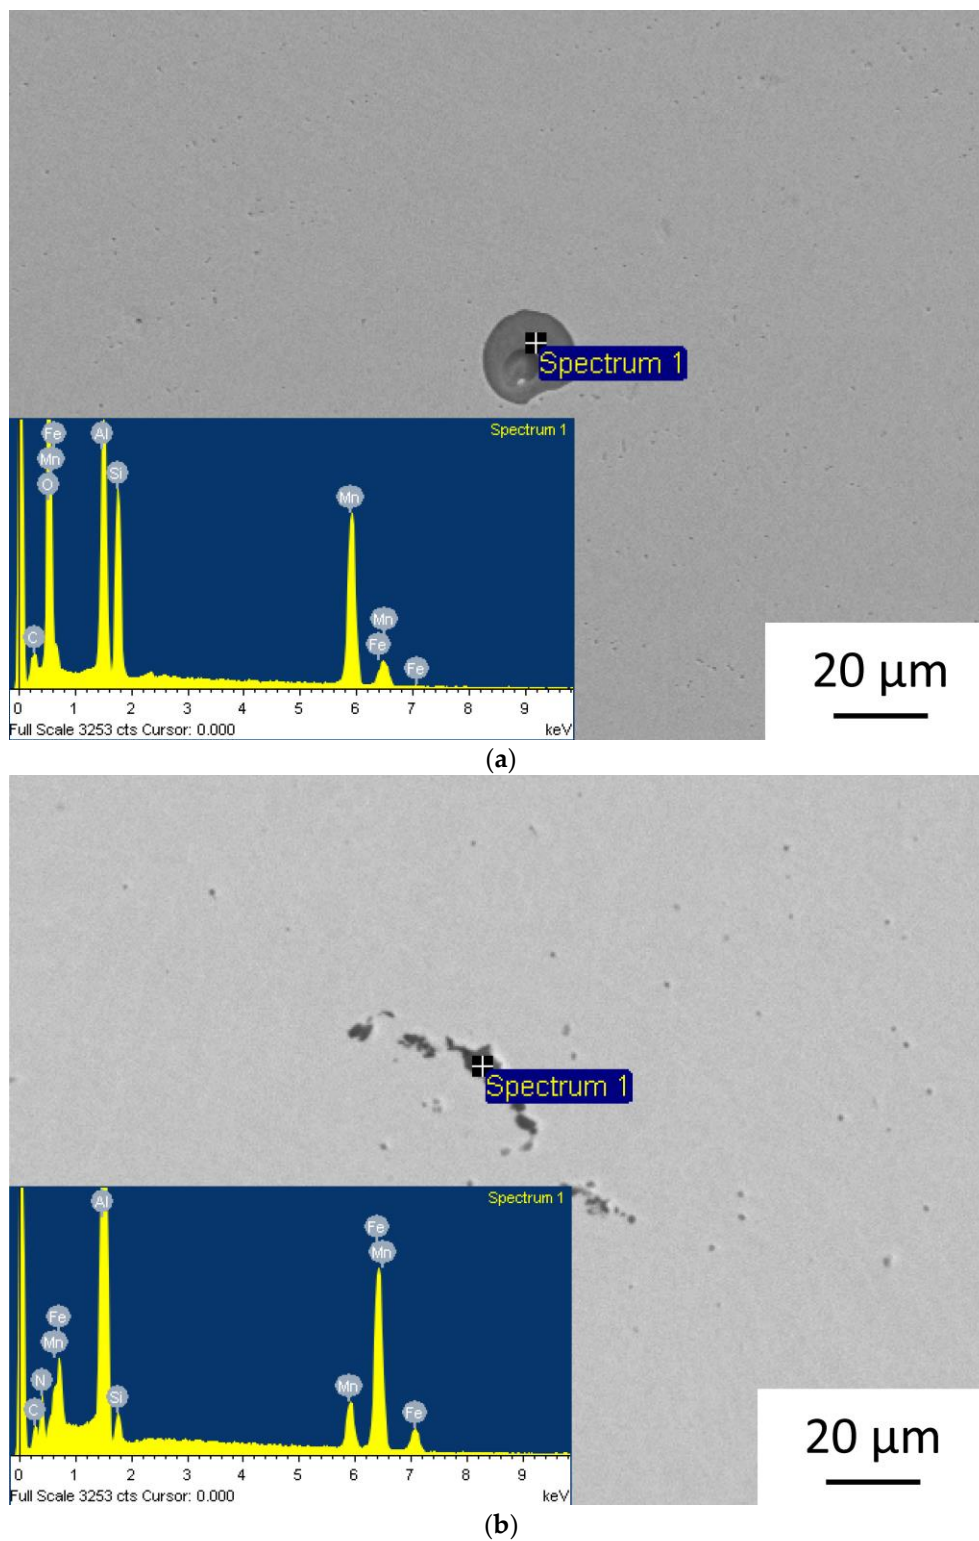 Spectrum 1
Spectrum 1
Fe
Al
Mn
Si
O
Mn
C
Mn
Fe
Fe
0 1 2 3 4 5 6 7 8 9
Full Scale 3253 cts Cursor: 0.000 keV
20 µm
(a)
Spectrum 1
Spectrum 1
Al
Fe
Fe
Mn
Mn
N
Mn
Si
C
Fe
0 1 2 3 4 5 6 7 8 9
Full Scale 3253 cts Cursor: 0.000 keV
20 µm
(b)